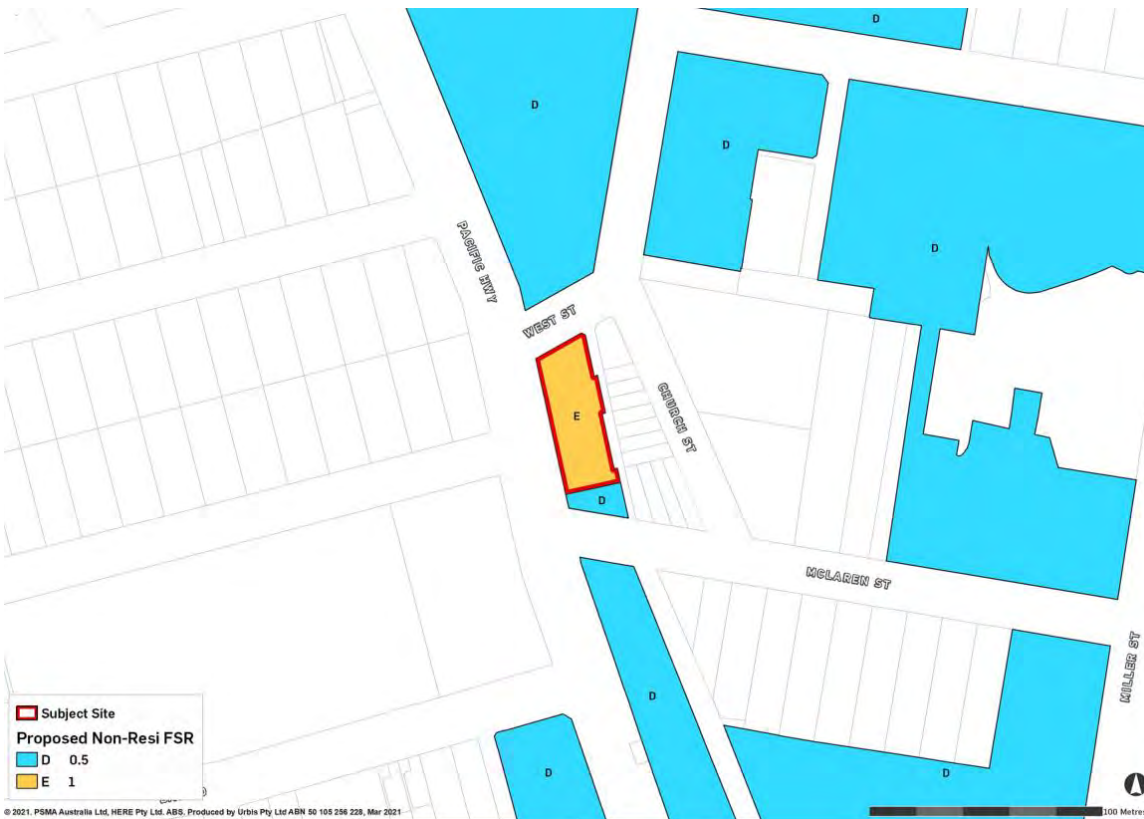 D
D
D
D
PACIFIC HWY
WEST ST
E
CHURCH ST
D
MCLAREN ST
MILLER ST
D
D
D
Subject Site
Proposed Non-Resi FSR
D 0.5
E 1
© 2021. PSMA Australia Ltd, HERE Pty Ltd. ABS. Produced by Urbis Pty Ltd ABN 50 105 256 228, Mar 2021
100 Metres